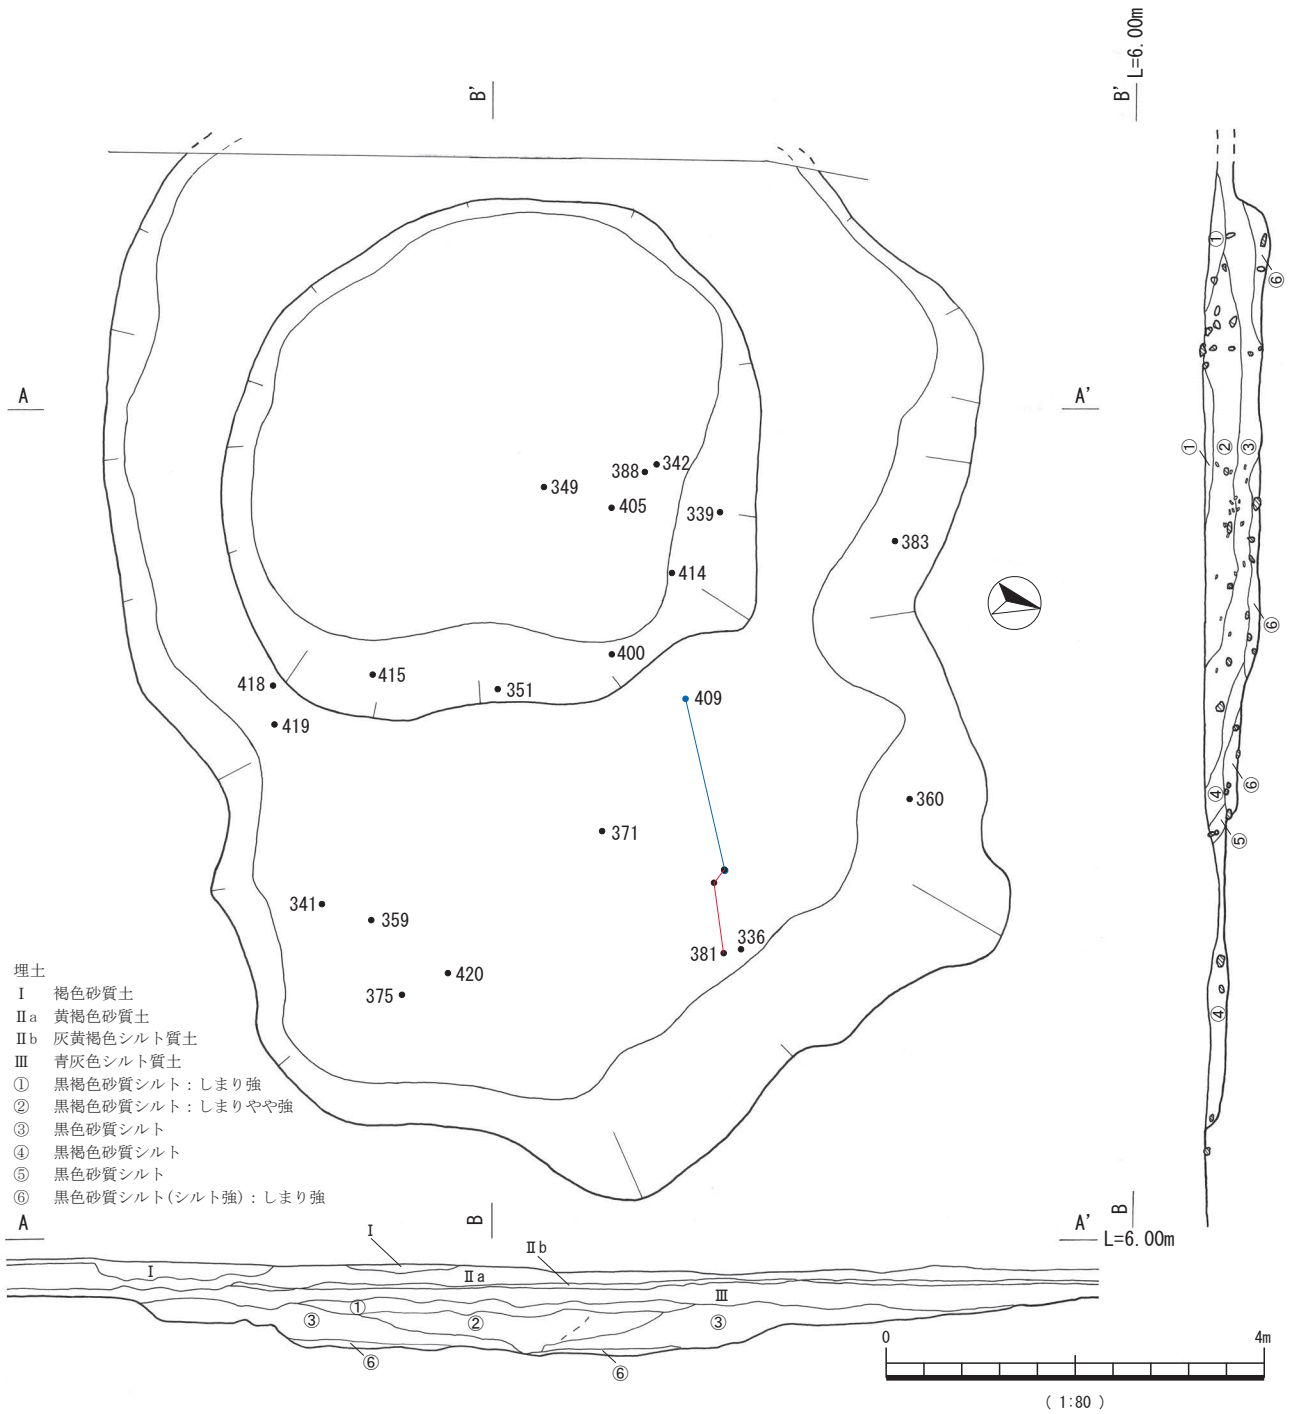 L=6.00m
B'
B'
①
⑥
A
A'
①
②
③
342
388
349
405
339
383
414
⑥
400
415
418
351
409
419
④
⑥
360
371
⑤
341
359
336
381
420
375
④
埋土
Ⅰ 褐色砂質土
Ⅱa 黄褐色砂質土
Ⅱb 灰黄褐色シルト質土
Ⅲ 青灰色シルト質土
① 黒褐色砂質シルト：しまり強
② 黒褐色砂質シルト：しまりやや強
③ 黒色砂質シルト
④ 黒褐色砂質シルト
⑤ 黒色砂質シルト
⑥ 黒色砂質シルト(シルト強)：しまり強
A
B
A'
B
L=6.00m
Ⅰ
Ⅱb
Ⅰ
Ⅱa
Ⅲ
①
③
②
③
⑥
⑥
0 4m
( 1:80 )